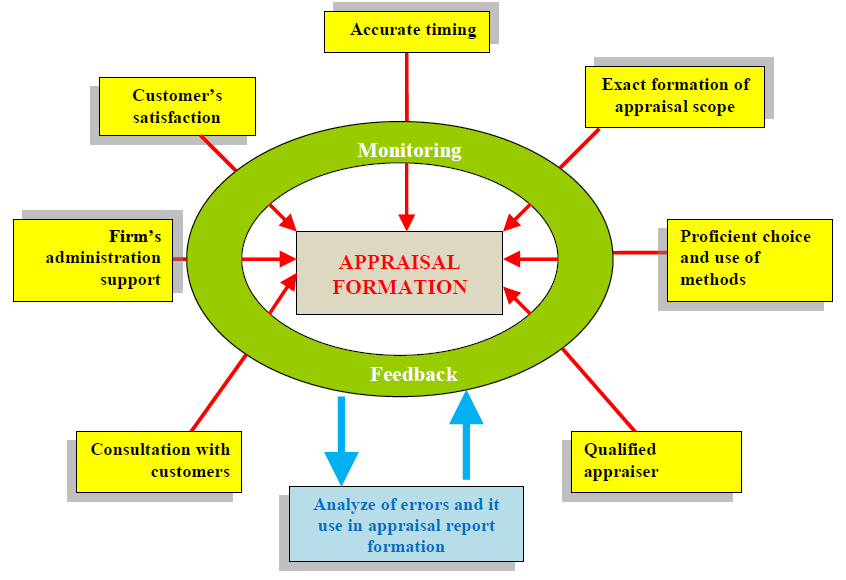 Accurate timing
Customer’s
satisfaction
Exact formation of
appraisal scope
Monitoring
Firm’s
administration
support
APPRAISAL
FORMATION
Proficient choice
and use of
methods
Feedback
Consultation with
customers
Qualified
appraiser
Analyze of errors and it
use in appraisal report
formation